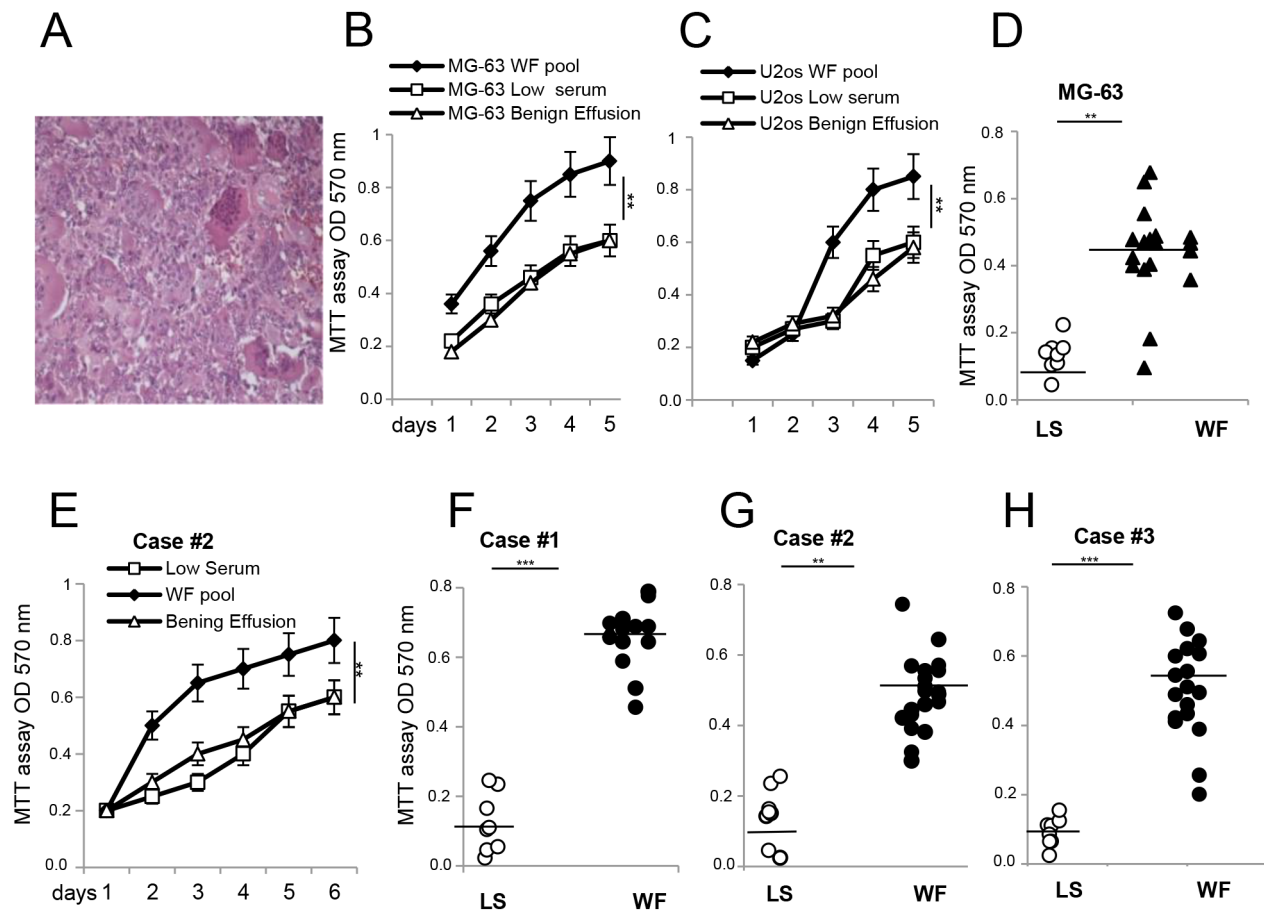 A
B
MG-63 WF pool
MG-63 Low serum
MG-63 Benign Effusion
MTT assay OD 570 nm
1
0.8
0.6
0.4
0.2
0.0
**
days 1 2 3 4 5
C
U2os WF pool
U2os Low serum
U2os Benign Effusion
1
0.8
0.6
0.4
0.2
0.0
**
1 2 3 4 5
D
MG-63
**
MTT assay OD 570 nm
0.8
0.6
0.4
0.2
0.0
LS WF
E
Case #2
Low Serum
WF pool
Bening Effusion
MTT assay OD 570 nm
1
0.8
0.6
0.4
0.2
0.0
**
days 1 2 3 4 5 6
F
Case #1
***
MTT assay OD 570 nm
0.8
0.6
0.4
0.2
0.0
LS WF
G
Case #2
**
0.8
0.6
0.4
0.2
0.0
LS WF
H
Case #3
***
0.8
0.6
0.4
0.2
0.0
LS WF